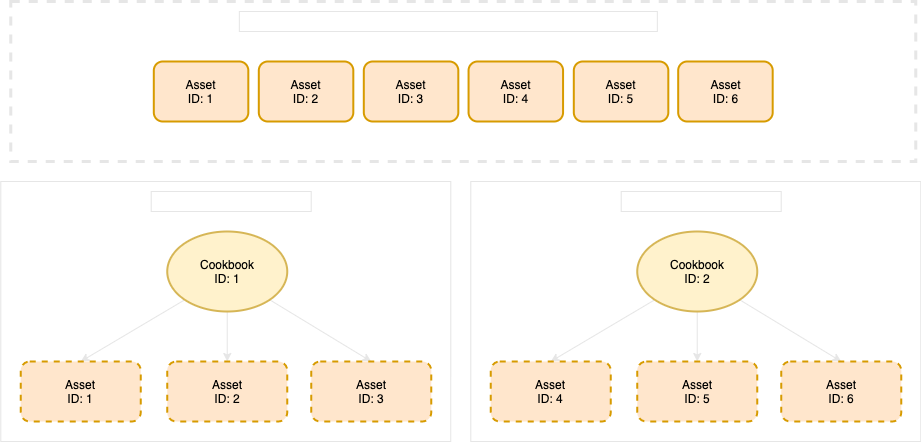 Asset
ID: 1
Asset
ID: 2
Asset
ID: 3
Asset
ID: 4
Asset
ID: 5
Asset
ID: 6
Cookbook
ID: 1
Asset
ID: 1
Asset
ID: 2
Asset
ID: 3
Cookbook
ID: 2
Asset
ID: 4
Asset
ID: 5
Asset
ID: 6